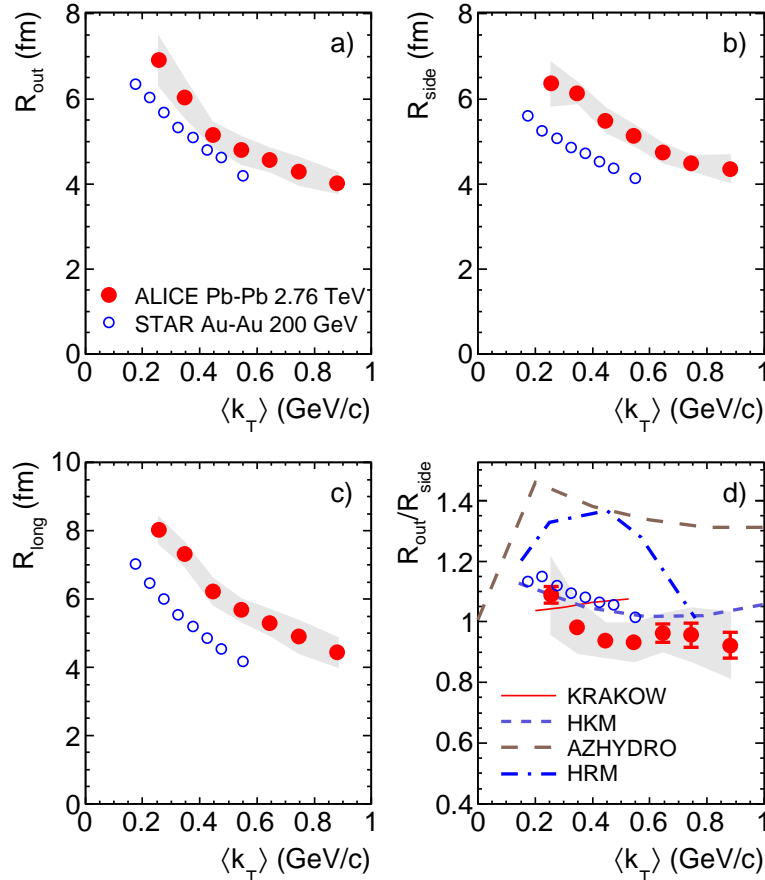 R_out (fm)
8
6
4
2
0
a)
ALICE Pb-Pb 2.76 TeV
STAR Au-Au 200 GeV
0 0.2 0.4 0.6 0.8 1
⟨k_T⟩ (GeV/c)
R_side (fm)
8
6
4
2
0
b)
0 0.2 0.4 0.6 0.8 1
⟨k_T⟩ (GeV/c)
R_long (fm)
10
8
6
4
2
0
c)
0 0.2 0.4 0.6 0.8 1
⟨k_T⟩ (GeV/c)
R_out/R_side
1.4
1.2
1
0.8
0.6
0.4
d)
KRAKOW
HKM
AZHYDRO
HRM
0 0.2 0.4 0.6 0.8 1
⟨k_T⟩ (GeV/c)